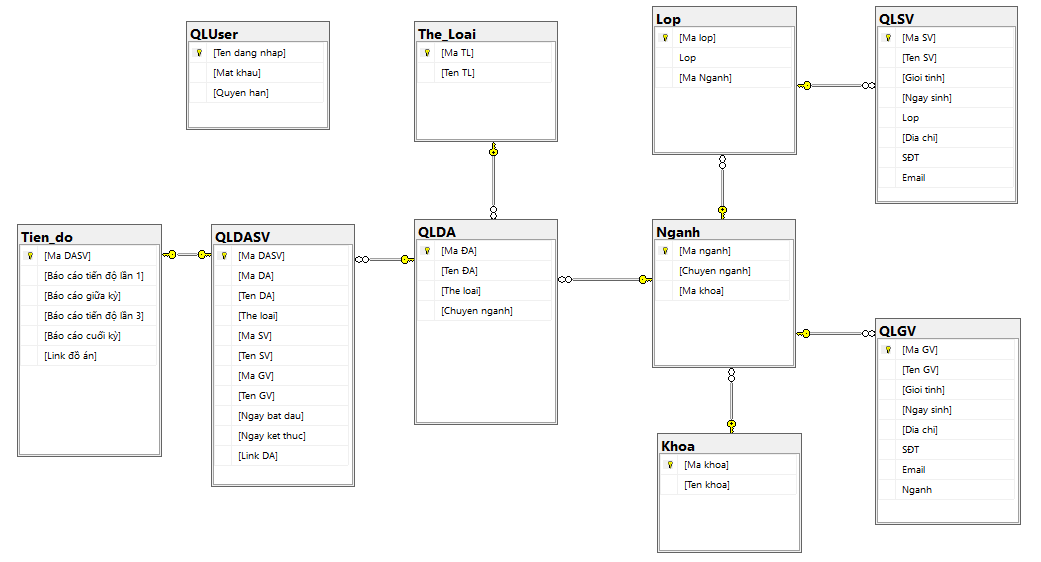 QLUser
[Ten dang nhap]
[Mat khau]
[Quyen han]
The_Loai
[Ma TL]
[Ten TL]
Lop
[Ma lop]
Lop
[Ma Nganh]
QLSV
[Ma SV]
[Ten SV]
[Gioi tinh]
[Ngay sinh]
Lop
[Dia chi]
SĐT
Email
Tien_do
[Ma DASV]
[Báo cáo tiến độ lần 1]
[Báo cáo giữa kỳ]
[Báo cáo tiến độ lần 3]
[Báo cáo cuối kỳ]
[Link đồ án]
QLDASV
[Ma DASV]
[Ma DA]
[Ten DA]
[The loai]
[Ma SV]
[Ten SV]
[Ma GV]
[Ten GV]
[Ngay bat dau]
[Ngay ket thuc]
[Link DA]
QLDA
[Ma ĐA]
[Ten ĐA]
[The loai]
[Chuyen nganh]
Nganh
[Ma nganh]
[Chuyen nganh]
[Ma khoa]
QLGV
[Ma GV]
[Ten GV]
[Gioi tinh]
[Ngay sinh]
[Dia chi]
SĐT
Email
Nganh
Khoa
[Ma khoa]
[Ten khoa]